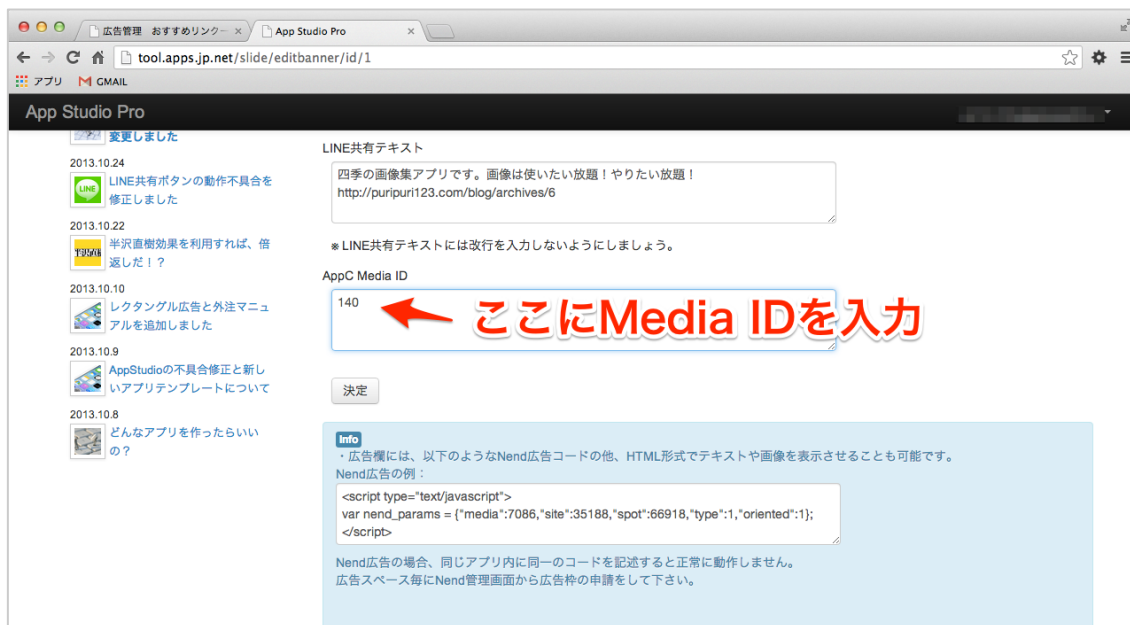 広告管理 おすすめリンク
App Studio Pro
tool.apps.jp.net/slide/editbanner/id/1
アプリ
GMAIL
App Studio Pro
変更しました
2013.10.24
LINE
LINE共有ボタンの動作不具合を
修正しました
2013.10.22
半沢直樹効果を利用すれば、倍
返しだ！？
2013.10.10
レクタングル広告と外注マニュ
アルを追加しました
2013.10.9
AppStudioの不具合修正と新し
いアプリテンプレートについて
2013.10.8
どんなアプリを作ったらいい
の？
LINE共有テキスト
四季の画像集アプリです。画像は使いたい放題！やりたい放題！
http://puripuri123.com/blog/archives/6
※LINE共有テキストには改行を入力しないようにしましょう。
AppC Media ID
140
ここにMedia IDを入力
決定
Info
・広告欄には、以下のようなNend広告コードの他、HTML形式でテキストや画像を表示させることも可能です。
Nend広告の例：
<script type="text/javascript">
var nend_params = {"media":7086,"site":35188,"spot":66918,"type":1,"oriented":1};
</script>
Nend広告の場合、同じアプリ内に同一のコードを記述すると正常に動作しません。
広告スペース毎にNend管理画面から広告枠の申請をして下さい。